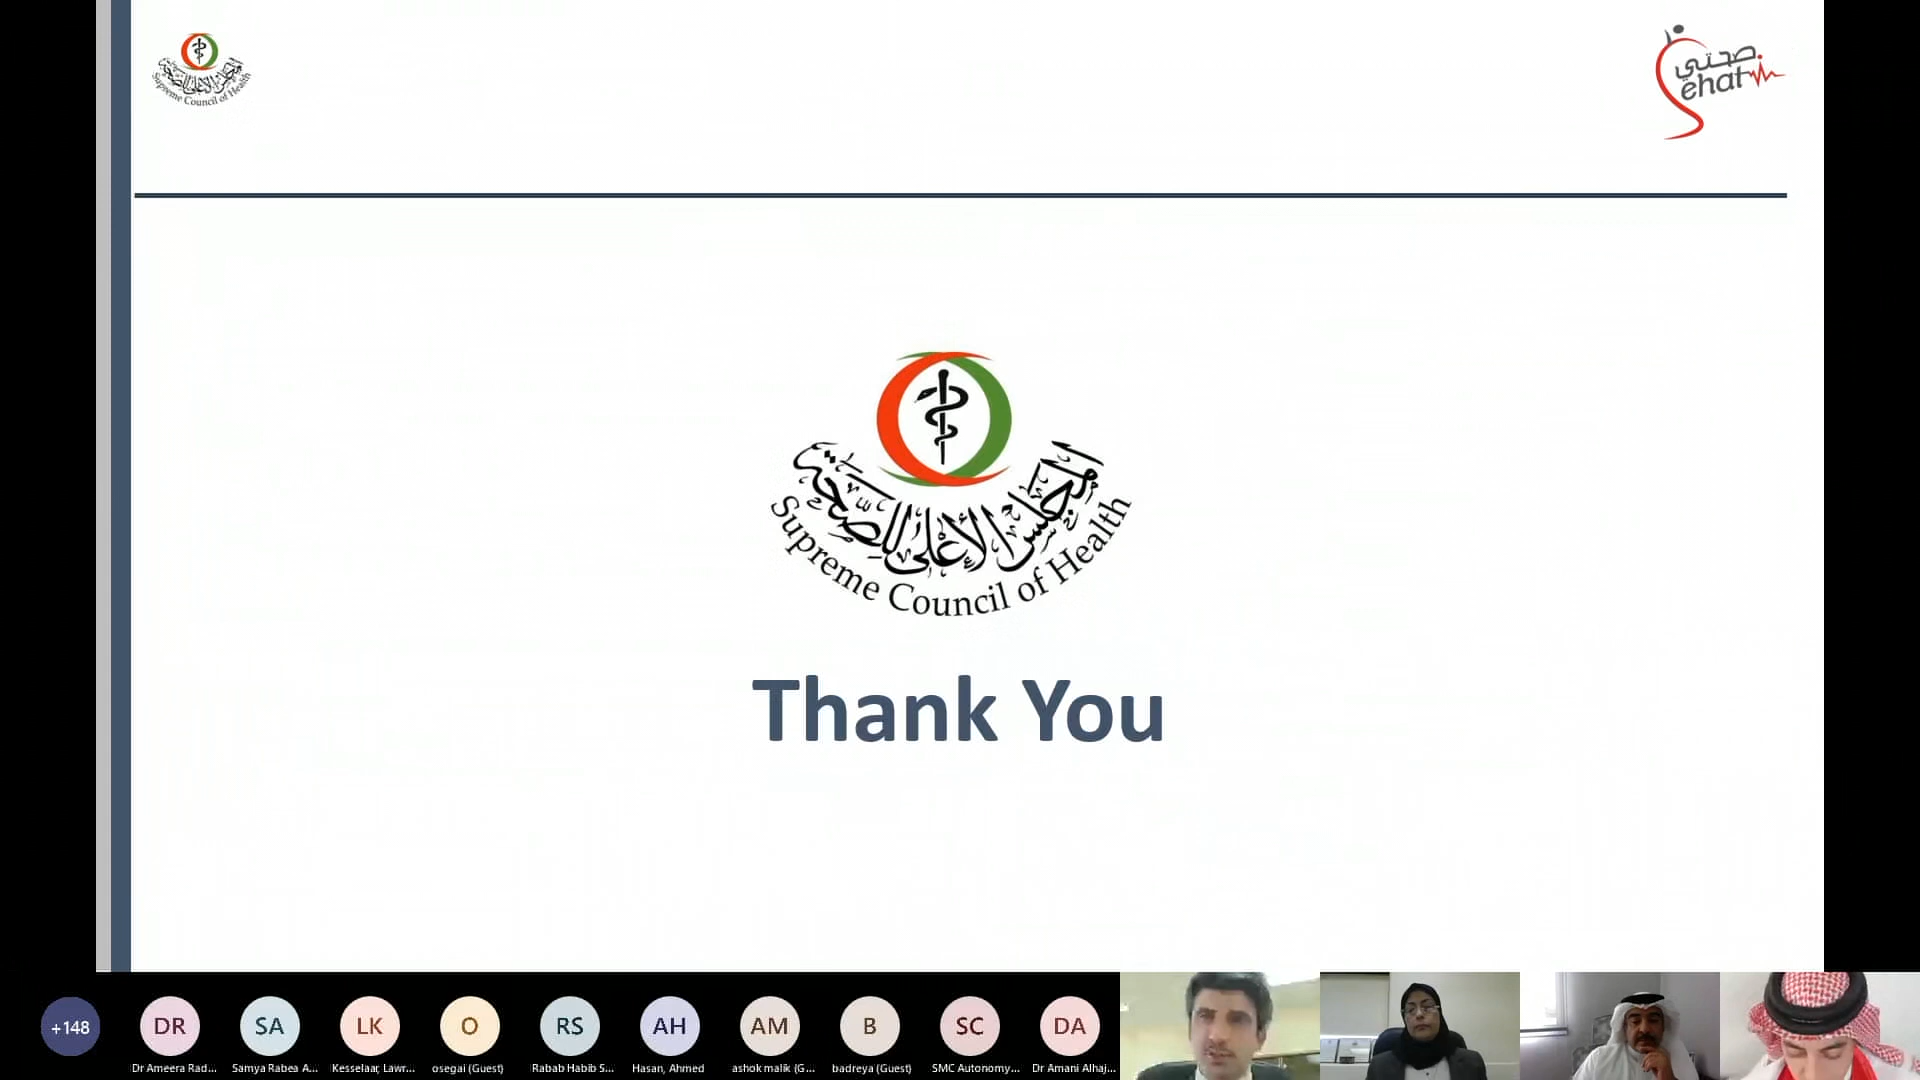 المجلس الأعلى للصحة
Supreme Council of Health
صحتي
Sehati
المجلس الأعلى للصحة
Supreme Council of Health
Thank You
+148
DR
SA
LK
O
RS
AH
AM
B
SC
DA
Dr Ameera Rad...
Samya Rabea A...
Kesselaar, Lawr...
osegai (Guest)
Rabab Habib S...
Hasan, Ahmed
ashok malik (G...
badreya (Guest)
SMC Autonomy...
Dr Amani Alhaj...